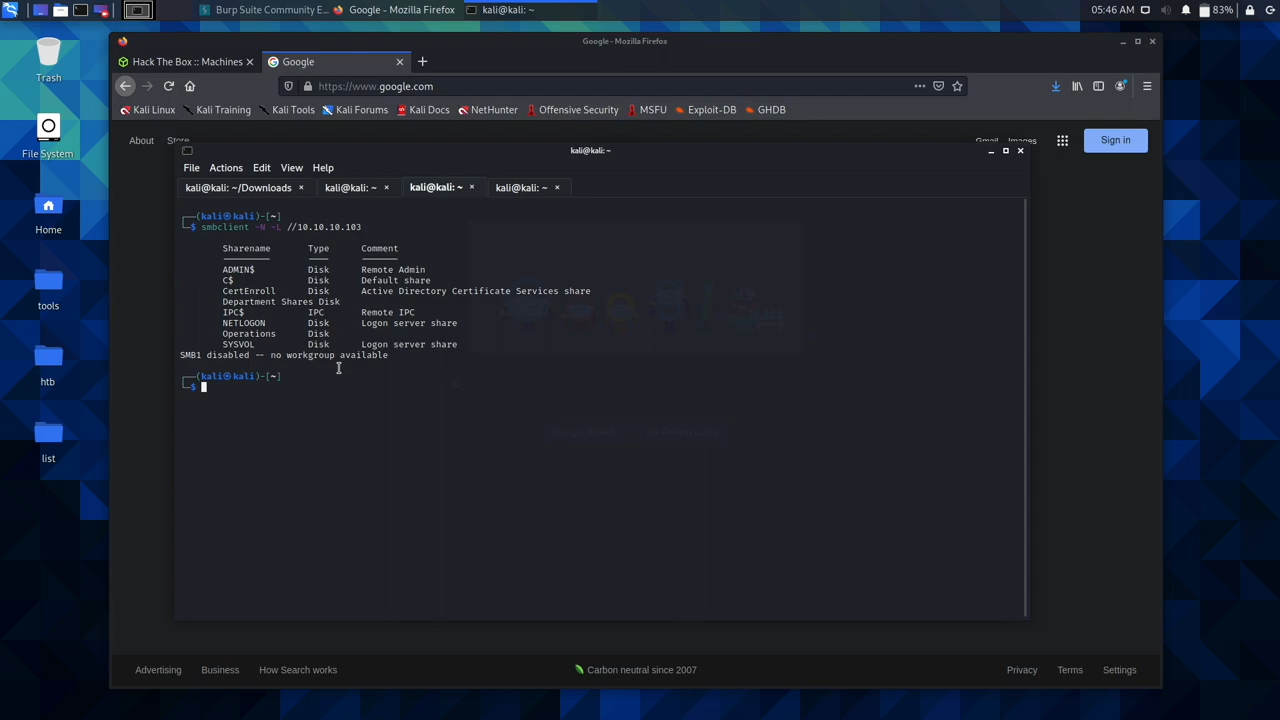 Burp Suite Community E...
Google - Mozilla Firefox
kali@kali: ~
05:46 AM
83%
Trash
File System
Home
tools
htb
list
Google - Mozilla Firefox
Hack The Box :: Machines
Google
https://www.google.com
Kali Linux
Kali Training
Kali Tools
Kali Forums
Kali Docs
NetHunter
Offensive Security
MSFU
Exploit-DB
GHDB
About
Store
Gmail
Images
Sign in
kali@kali: ~
File Actions Edit View Help
kali@kali: ~/Downloads
kali@kali: ~
kali@kali: ~
kali@kali: ~
(kali㉿kali)-[~]
$ smbclient -N -L //10.10.10.103
Sharename Type Comment
ADMIN$ Disk Remote Admin
C$ Disk Default share
CertEnroll Disk Active Directory Certificate Services share
Department Shares Disk
IPC$ IPC Remote IPC
NETLOGON Disk Logon server share
Operations Disk
SYSVOL Disk Logon server share
SMB1 disabled -- no workgroup available
(kali㉿kali)-[~]
$
Advertising
Business
How Search works
Carbon neutral since 2007
Privacy
Terms
Settings